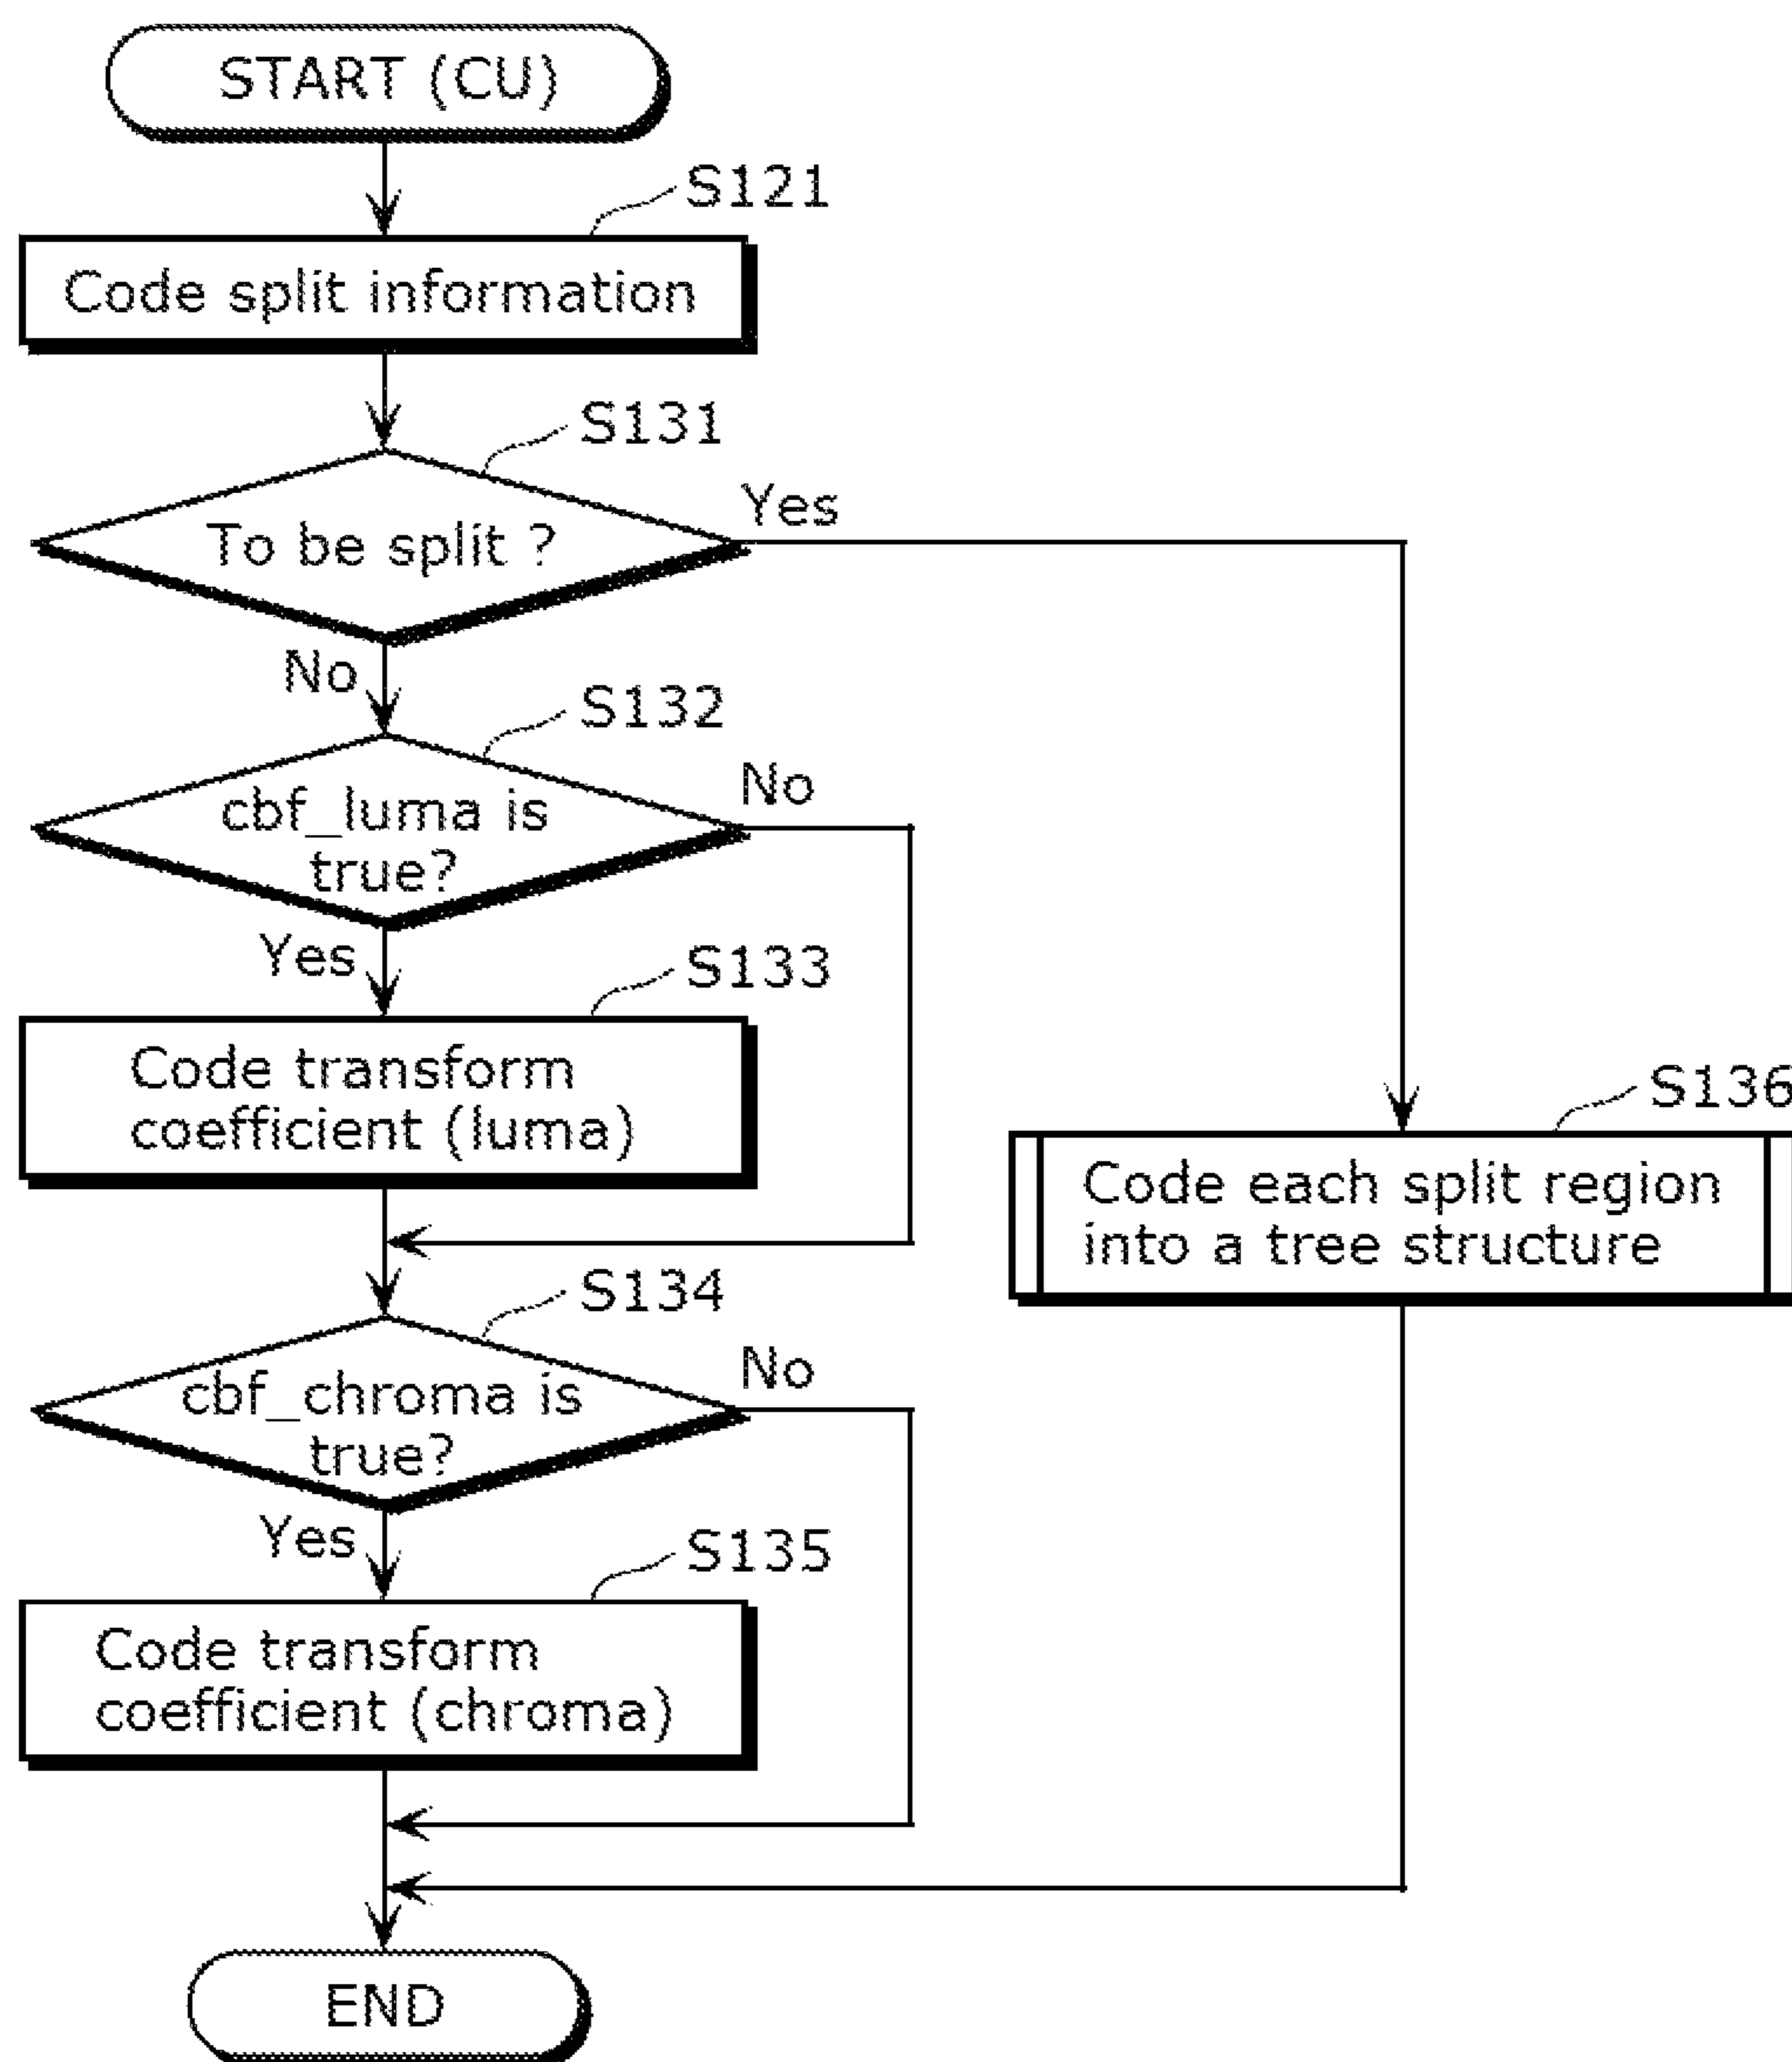 START (CU)
S121
Code split information
S131
To be split ?
Yes
No
S132
cbf_luma is
true?
No
Yes
S133
Code transform
coefficient (luma)
S136
Code each split region
into a tree structure
S134
cbf_chroma is
true?
No
Yes
S135
Code transform
coefficient (chroma)
END